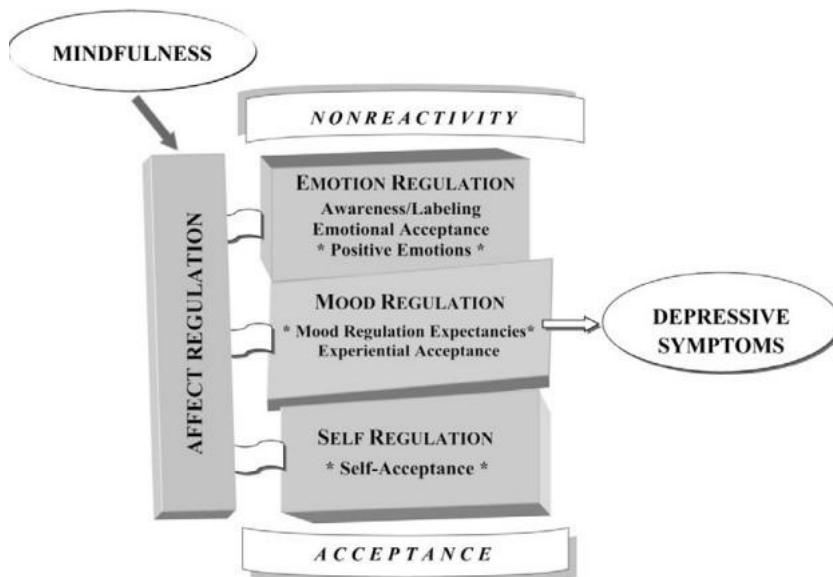 MINDFULNESS
NONREACTIVITY
AFFECT REGULATION
EMOTION REGULATION
Awareness/Labeling
Emotional Acceptance
* Positive Emotions *
MOOD REGULATION
* Mood Regulation Expectancies*
Experiential Acceptance
DEPRESSIVE
SYMPTOMS
SELF REGULATION
* Self-Acceptance *
ACCEPTANCE